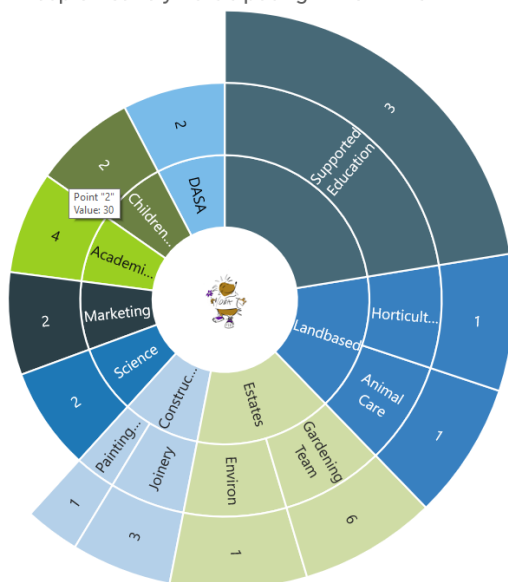 3
Supported
Education
Landbased
Horticult...
1
Animal
Care
1
Estates
Gardening
Team
6
Environ
1
Construc...
Joinery
3
Painting...
1
Science
2
Marketing
2
Academi...
4
Children...
2
Point "2"
Value: 30
DASA
2